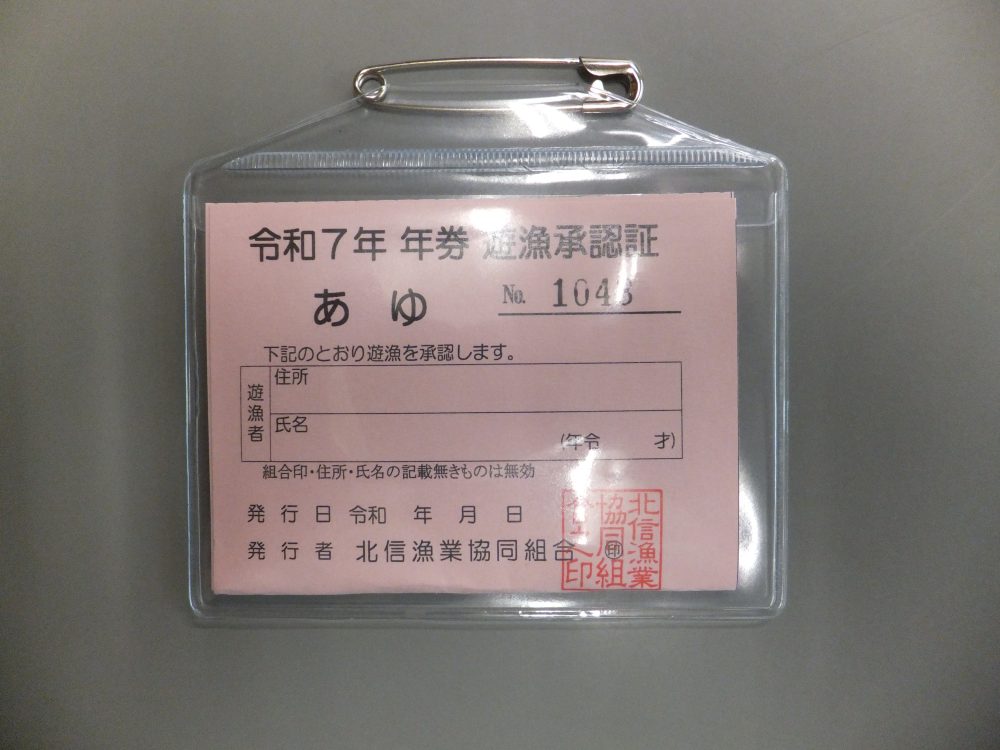 令和7年 年券 遊漁承認証
あゆ
No. 1043
下記のとおり遊漁を承認します。
遊漁者
住所
氏名
(年令 才)
組合印・住所・氏名の記載無きものは無効
発行日 令和 年 月 日
発行者 北信漁業協同組合 ㊞
北信漁業
協同組
合之印